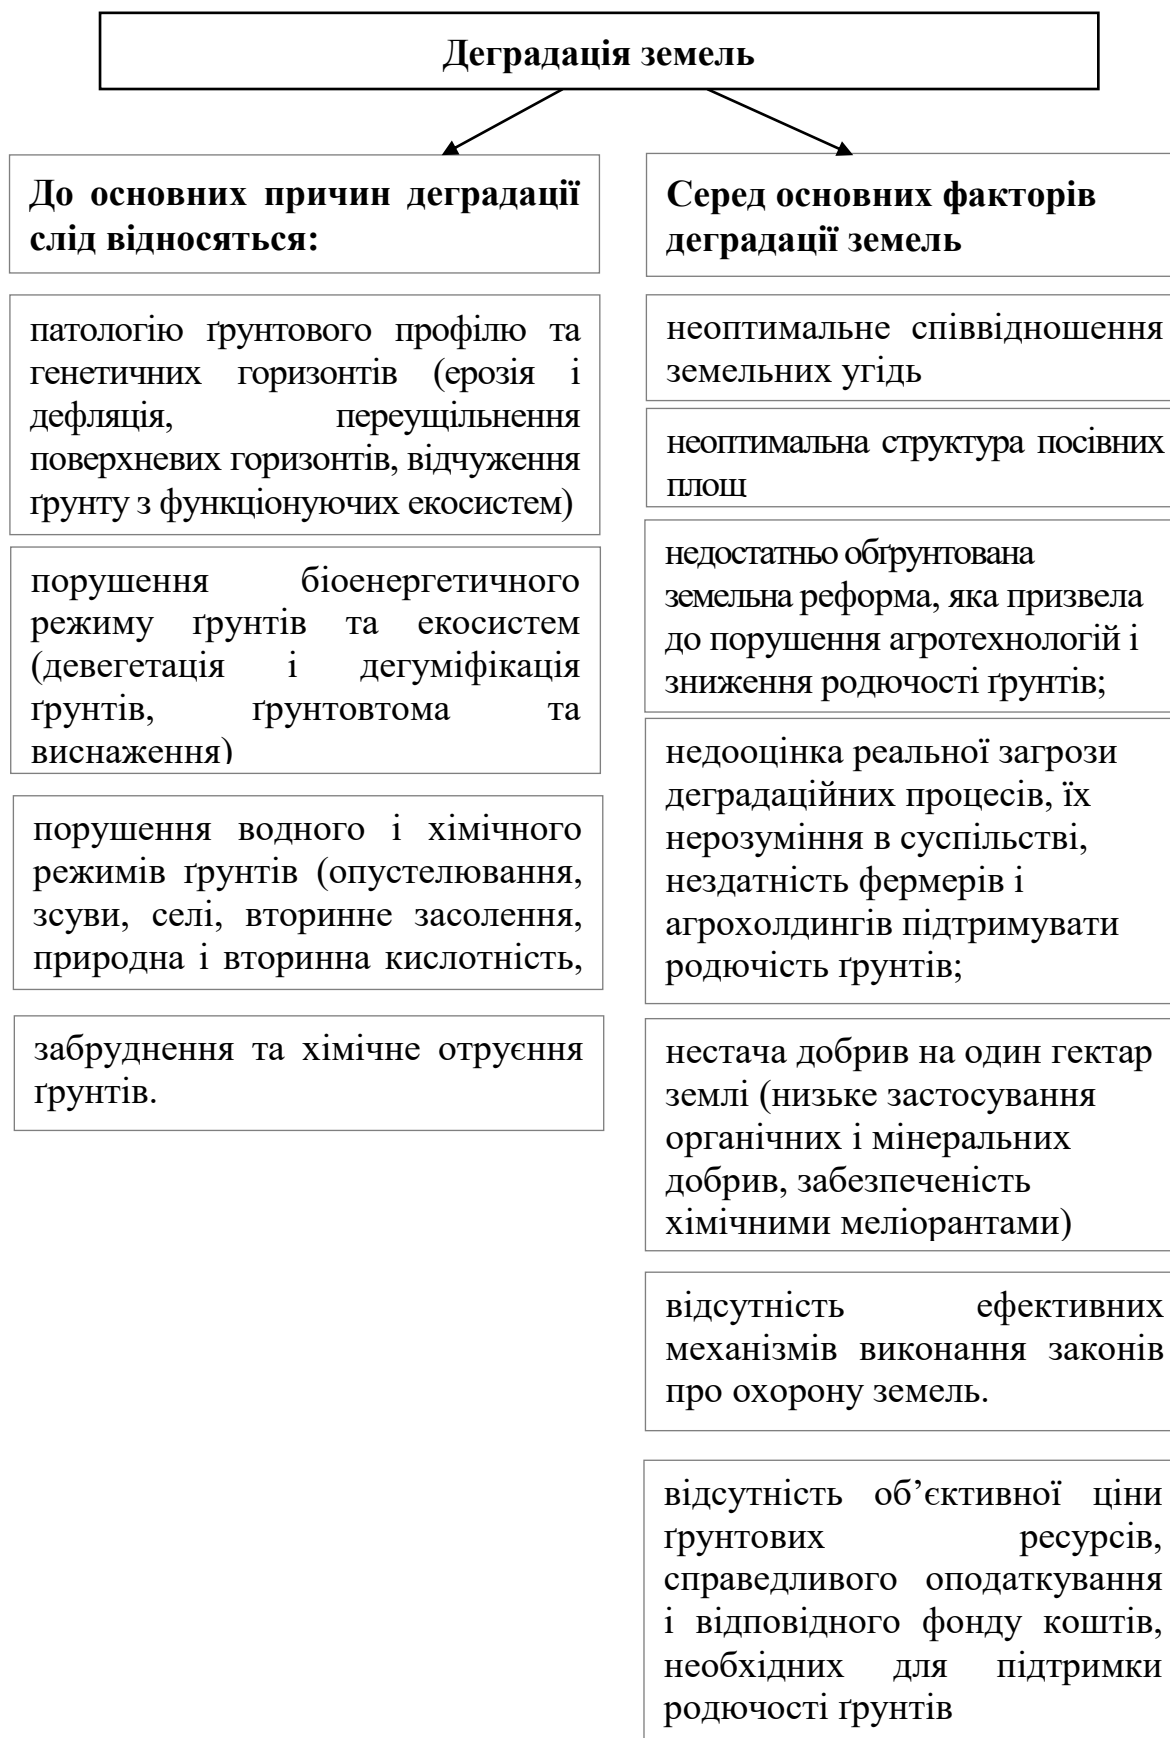 Деградація земель
До основних причин деградації
слід відносяться:
патологію ґрунтового профілю та
генетичних горизонтів (ерозія і
дефляція, переущільнення
поверхневих горизонтів, відчуження
ґрунту з функціонуючих екосистем)
порушення біоенергетичного
режиму ґрунтів та екосистем
(девегетація і дегуміфікація
ґрунтів, ґрунтовтома та
виснаження)
порушення водного і хімічного
режимів ґрунтів (опустелювання,
зсуви, селі, вторинне засолення,
природна і вторинна кислотність,
забруднення та хімічне отруєння
ґрунтів.
Серед основних факторів
деградації земель
неоптимальне співвідношення
земельних угідь
неоптимальна структура посівних
площ
недостатньо обґрунтована
земельна реформа, яка призвела
до порушення агротехнологій і
зниження родючості ґрунтів;
недооцінка реальної загрози
деградаційних процесів, їх
нерозуміння в суспільстві,
нездатність фермерів і
агрохолдингів підтримувати
родючість ґрунтів;
нестача добрив на один гектар
землі (низьке застосування
органічних і мінеральних
добрив, забезпеченість
хімічними меліорантами)
відсутність ефективних
механізмів виконання законів
про охорону земель.
відсутність об’єктивної ціни
ґрунтових ресурсів,
справедливого оподаткування
і відповідного фонду коштів,
необхідних для підтримки
родючості ґрунтів